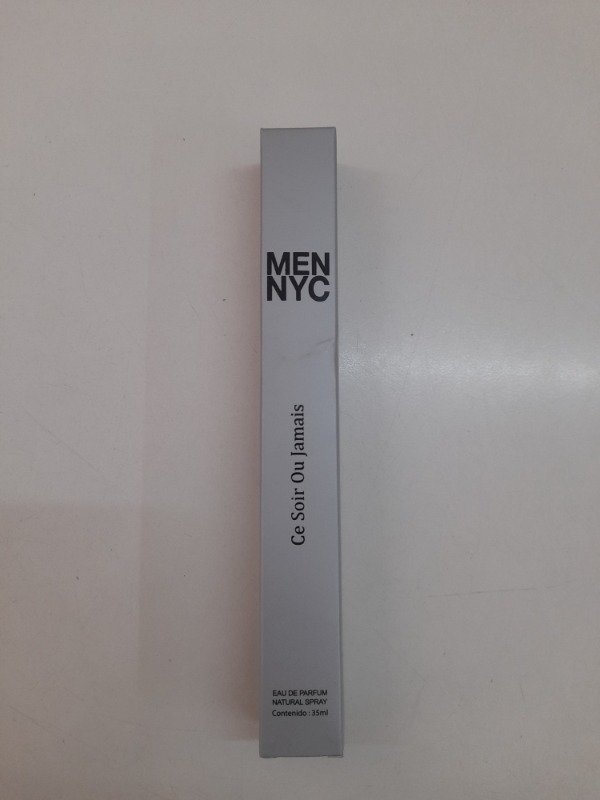 MEN
NYC
Ce Soir Ou Jamais
EAU DE PARFUM
NATURAL SPRAY
Contenido : 35ml